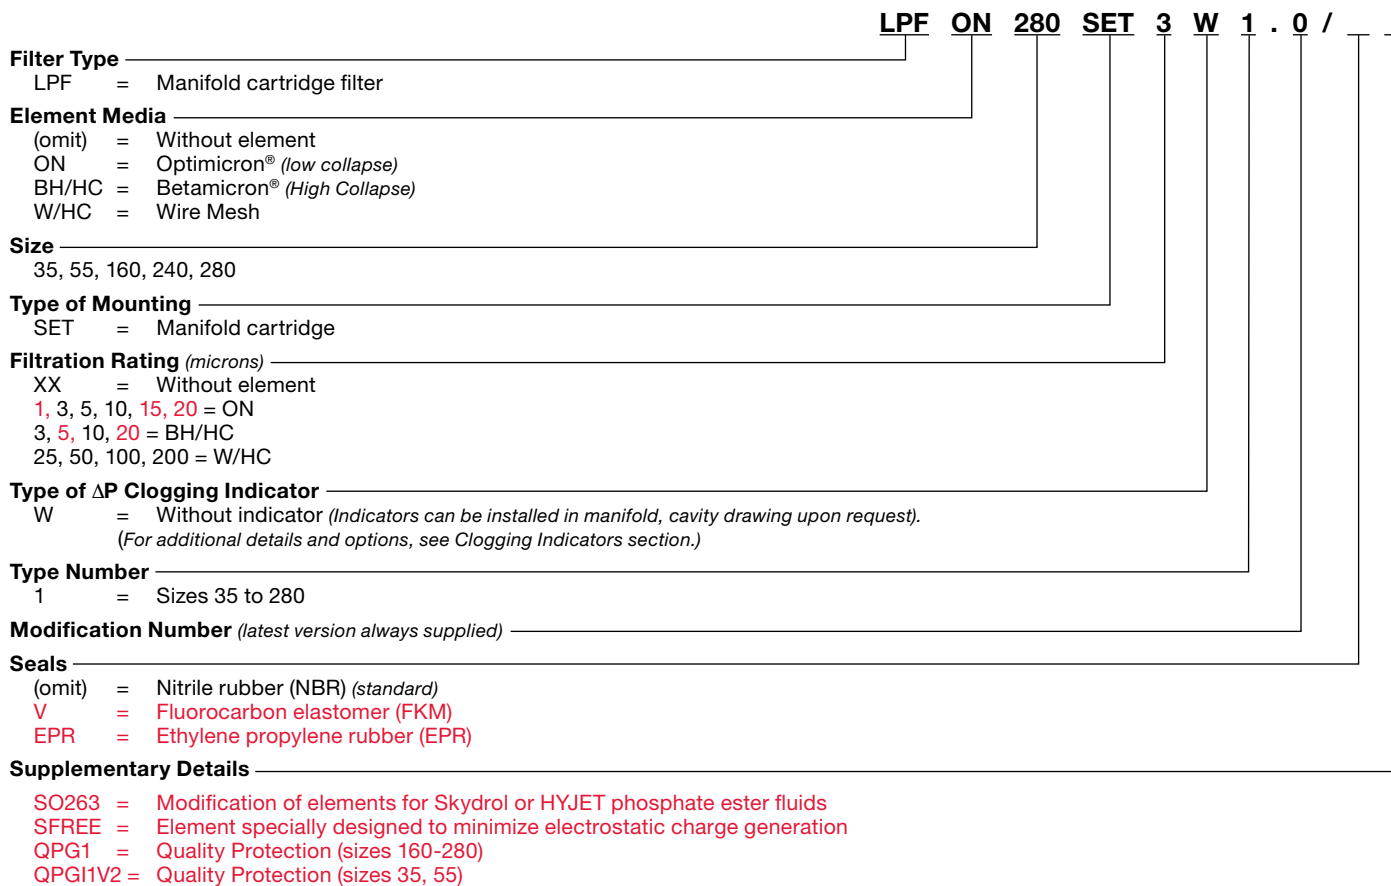 LPF ON 280 SET 3 W 1 . 0 / __ _
Filter Type
LPF = Manifold cartridge filter
Element Media
(omit) = Without element
ON = Optimicron® (low collapse)
BH/HC = Betamicron® (High Collapse)
W/HC = Wire Mesh
Size
35, 55, 160, 240, 280
Type of Mounting
SET = Manifold cartridge
Filtration Rating (microns)
XX = Without element
1, 3, 5, 10, 15, 20 = ON
3, 5, 10, 20 = BH/HC
25, 50, 100, 200 = W/HC
Type of ΔP Clogging Indicator
W = Without indicator (Indicators can be installed in manifold, cavity drawing upon request).
(For additional details and options, see Clogging Indicators section.)
Type Number
1 = Sizes 35 to 280
Modification Number (latest version always supplied)
Seals
(omit) = Nitrile rubber (NBR) (standard)
V = Fluorocarbon elastomer (FKM)
EPR = Ethylene propylene rubber (EPR)
Supplementary Details
SO263 = Modification of elements for Skydrol or HYJET phosphate ester fluids
SFREE = Element specially designed to minimize electrostatic charge generation
QPG1 = Quality Protection (sizes 160-280)
QPGI1V2 = Quality Protection (sizes 35, 55)